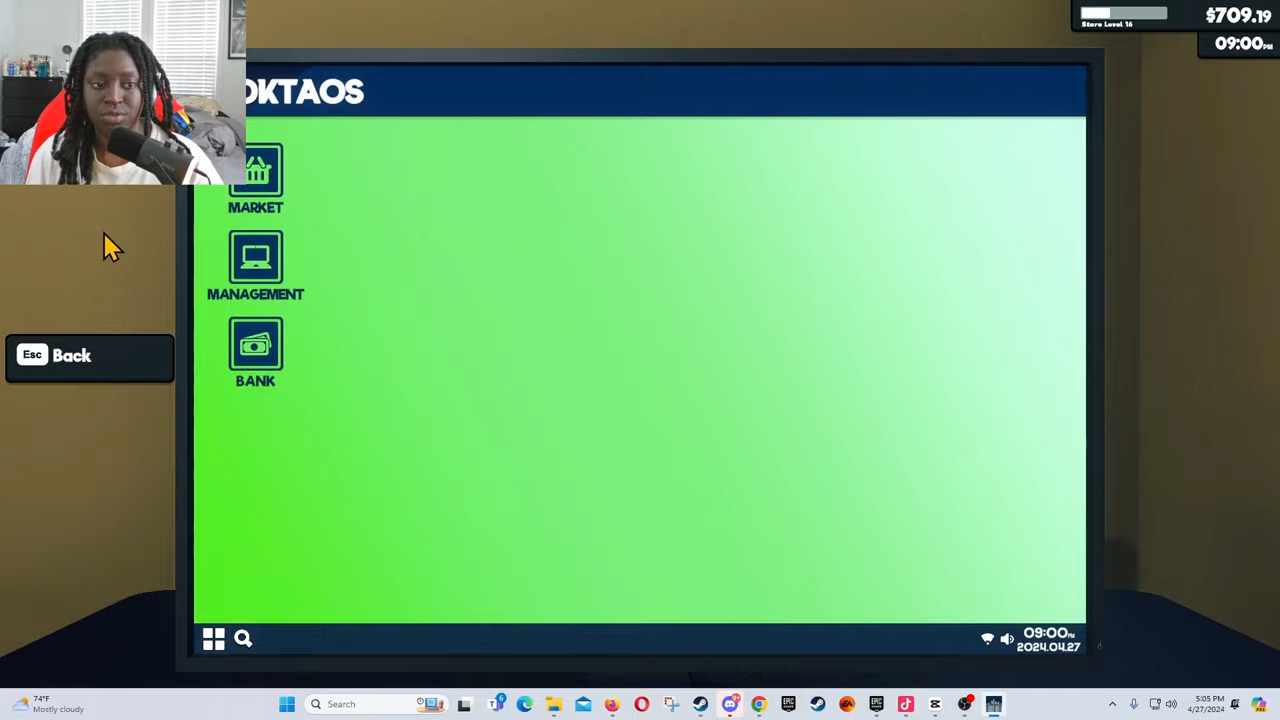 Store Level 16
$709.19
09:00PM
OKTAOS
MARKET
MANAGEMENT
BANK
Esc Back
09:00PM
2024.04.27
74°F
Mostly cloudy
Search
5:05 PM
4/27/2024